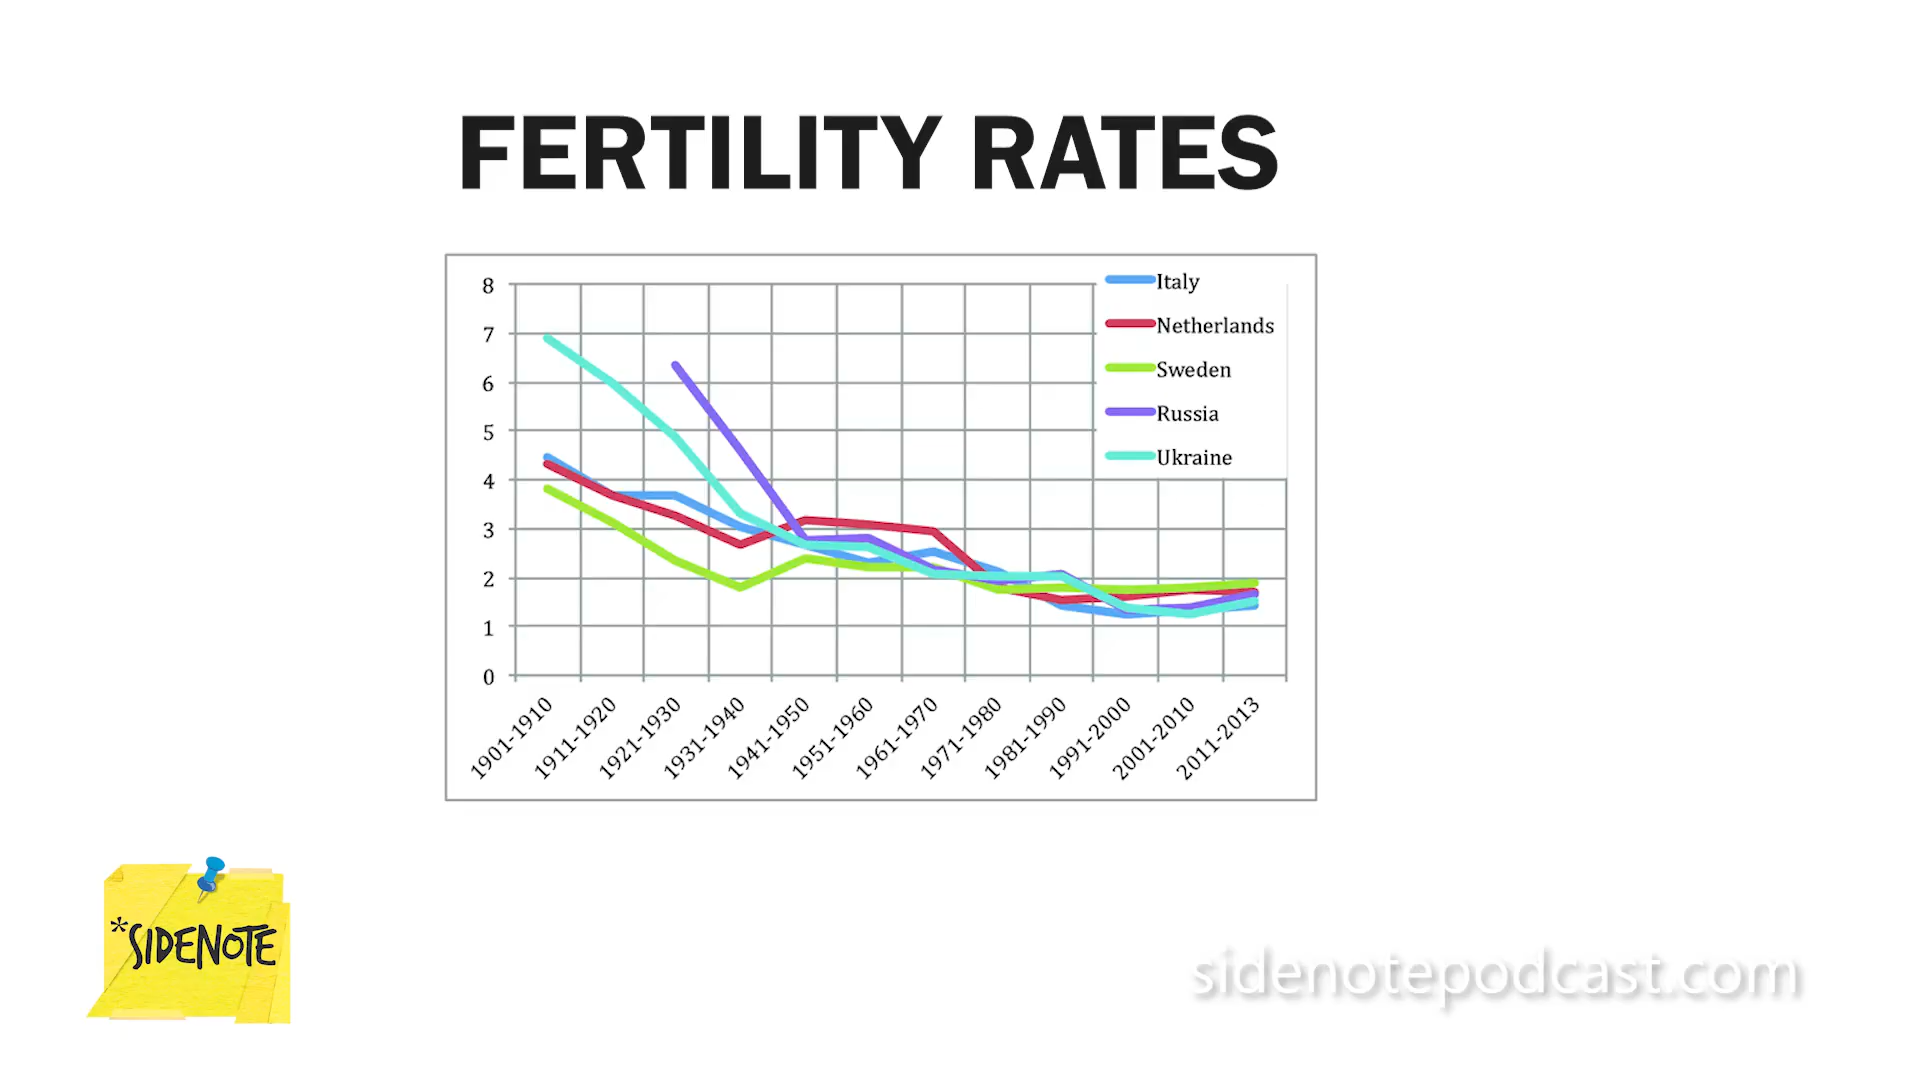 FERTILITY RATES
8
7
6
5
4
3
2
1
0
Italy
Netherlands
Sweden
Russia
Ukraine
1901-1910
1911-1920
1921-1930
1931-1940
1941-1950
1951-1960
1961-1970
1971-1980
1981-1990
1991-2000
2001-2010
2011-2013
*SIDENOTE
sidenotepodcast.com